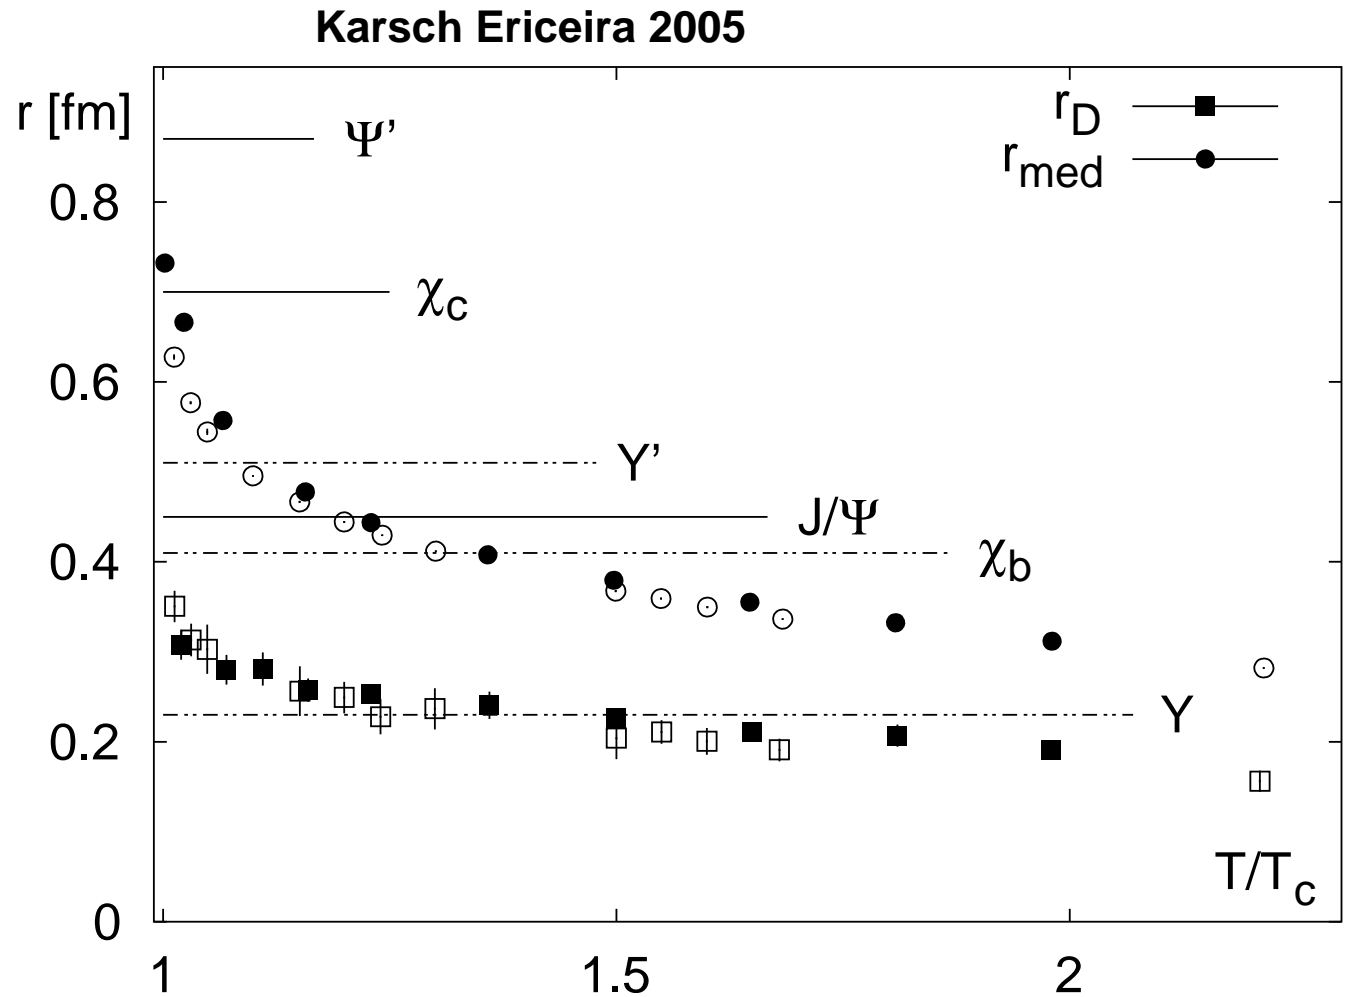 Karsch Ericeira 2005
r [fm]
r_D
r_med
Ψ’
0.8
χ_c
0.6
Y’
J/Ψ
χ_b
0.4
Y
0.2
T/T_c
0
1 1.5 2